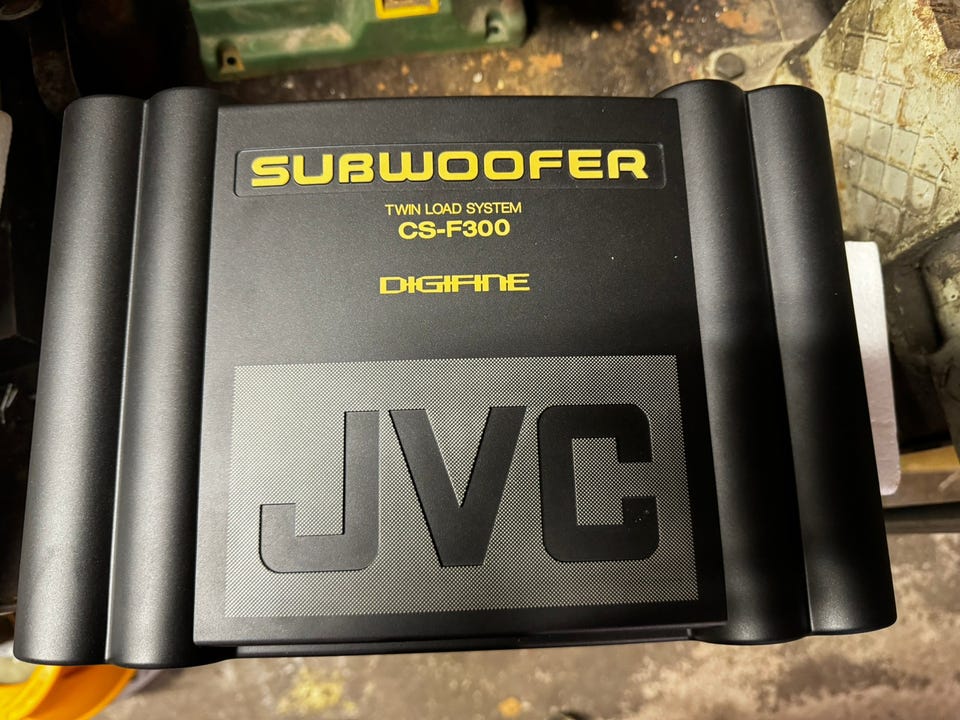 SUBWOOFER
TWIN LOAD SYSTEM
CS-F300
DIGIFINE
JVC